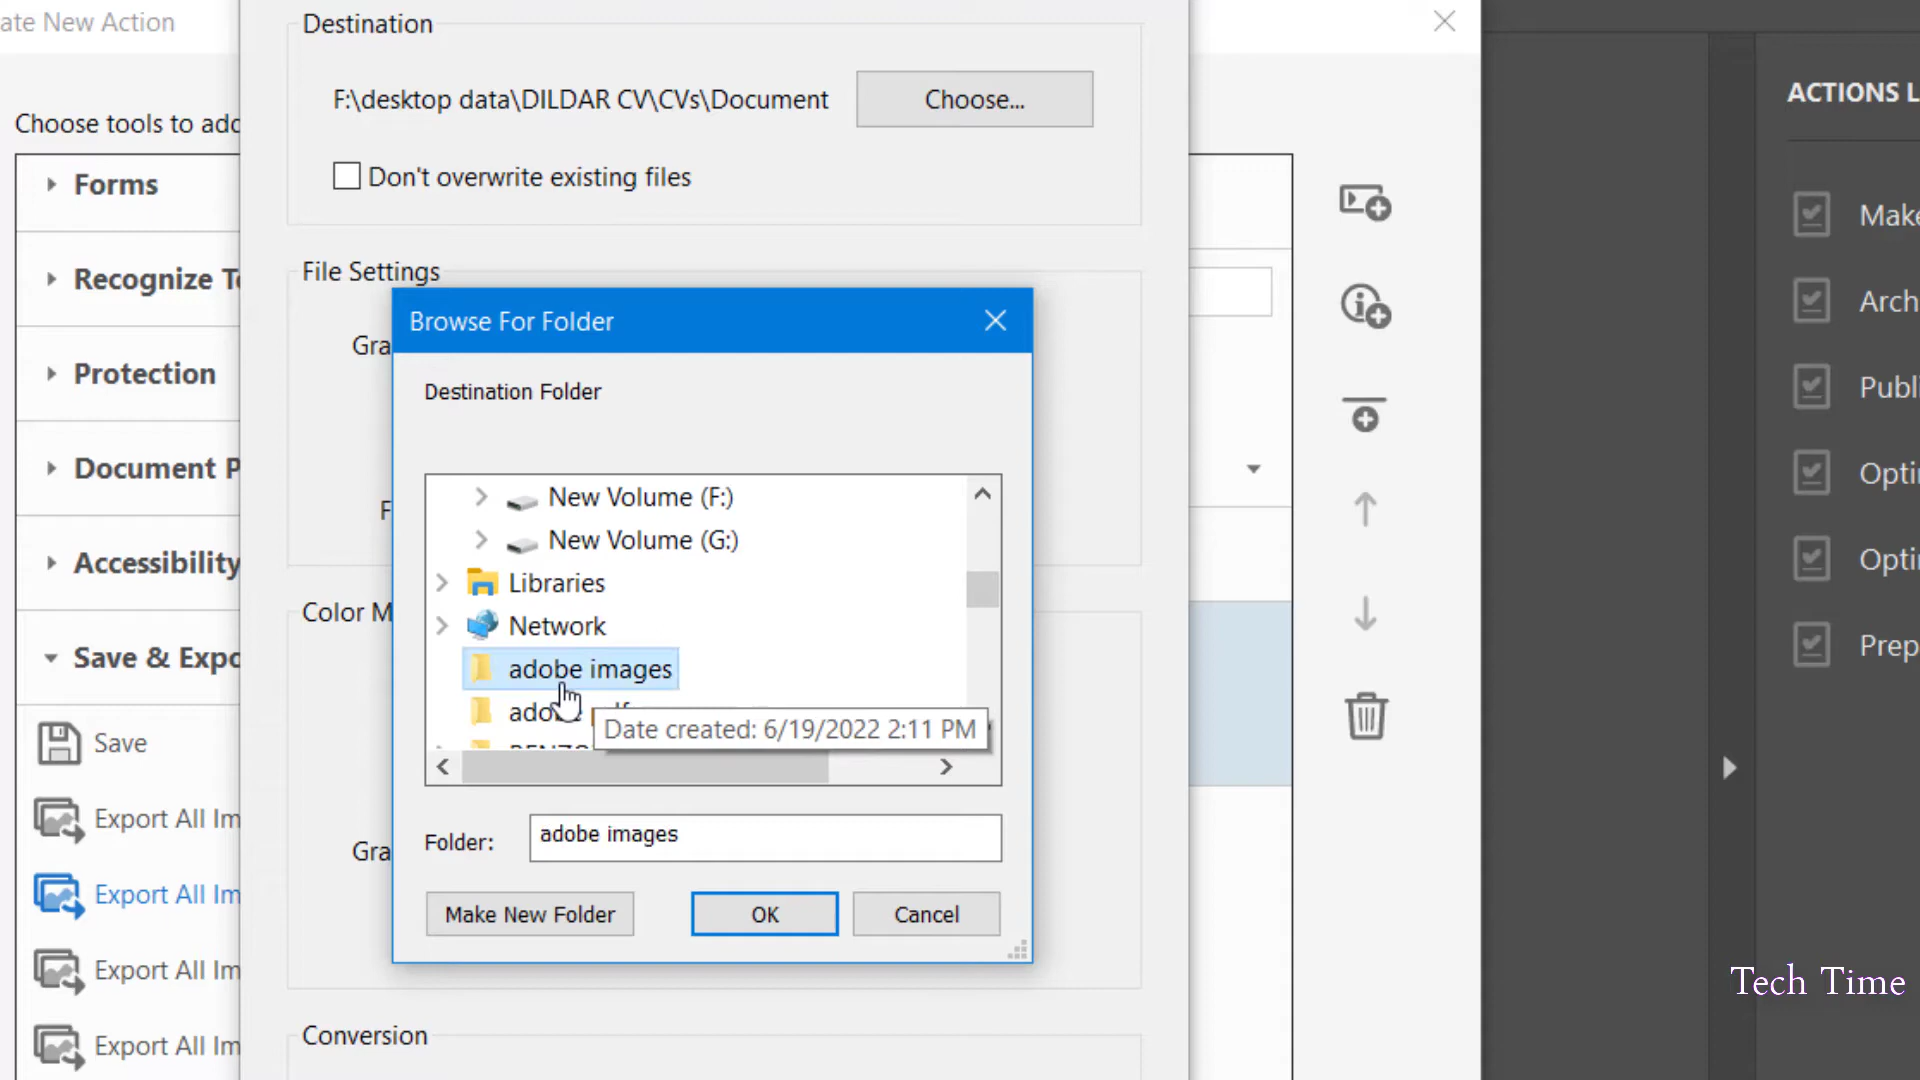 ate New Action
Destination
F:\desktop data\DILDAR CV\CVs\Document
Choose...
Don't overwrite existing files
Choose tools to add
Forms
Recognize
Protection
Document P
Accessibility
Save & Expo
Save
Export All Im
Export All Im
Export All Im
Export All Im
File Settings
Gra
F
Color M
Gra
Conversion
Browse For Folder
Destination Folder
New Volume (F:)
New Volume (G:)
Libraries
Network
adobe images
Date created: 6/19/2022 2:11 PM
Folder:
adobe images
Make New Folder
OK
Cancel
ACTIONS L
Make
Arch
Publi
Opti
Opti
Prep
Tech Time